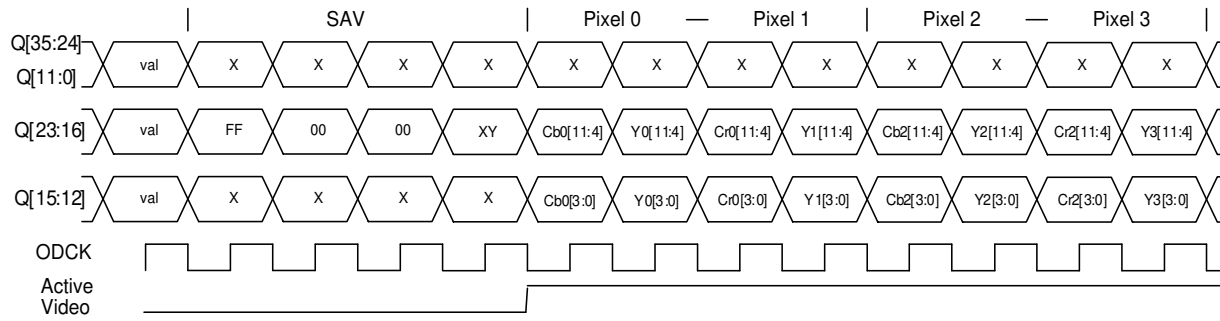 SAV Pixel 0 — Pixel 1 Pixel 2 — Pixel 3
Q[35:24]
Q[11:0]
val X X X X X X X X X X X X
Q[23:16] val FF 00 00 XY Cb0[11:4] Y0[11:4] Cr0[11:4] Y1[11:4] Cb2[11:4] Y2[11:4] Cr2[11:4] Y3[11:4]
Q[15:12] val X X X X Cb0[3:0] Y0[3:0] Cr0[3:0] Y1[3:0] Cb2[3:0] Y2[3:0] Cr2[3:0] Y3[3:0]
ODCK
Active
Video